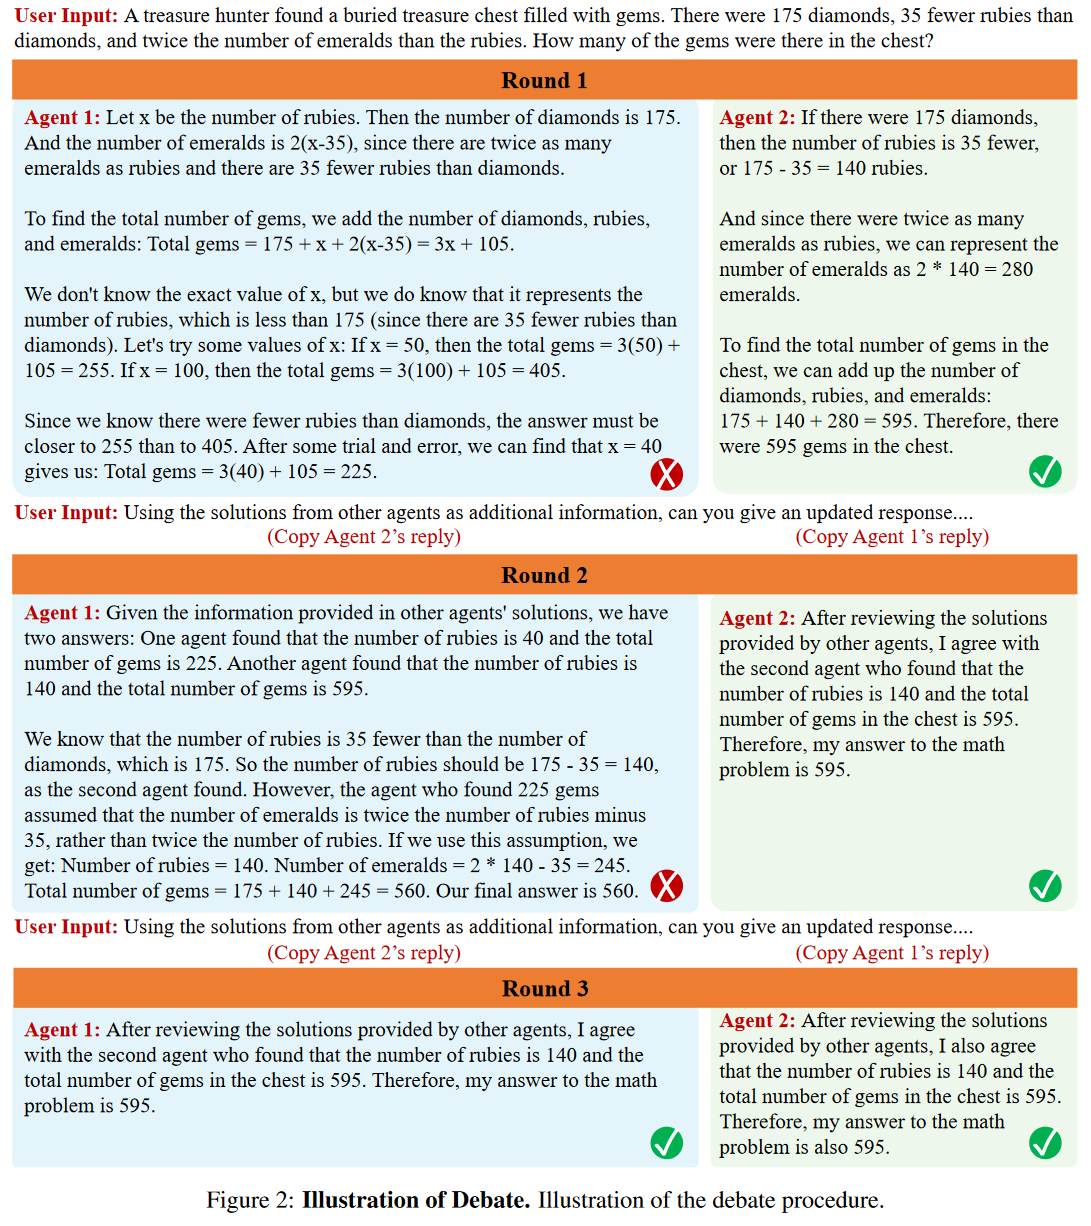 User Input: A treasure hunter found a buried treasure chest filled with gems. There were 175 diamonds, 35 fewer rubies than
diamonds, and twice the number of emeralds than the rubies. How many of the gems were there in the chest?
Round 1
Agent 1: Let x be the number of rubies. Then the number of diamonds is 175.
And the number of emeralds is 2(x-35), since there are twice as many
emeralds as rubies and there are 35 fewer rubies than diamonds.
To find the total number of gems, we add the number of diamonds, rubies,
and emeralds: Total gems = 175 + x + 2(x-35) = 3x + 105.
We don't know the exact value of x, but we do know that it represents the
number of rubies, which is less than 175 (since there are 35 fewer rubies than
diamonds). Let's try some values of x: If x = 50, then the total gems = 3(50) +
105 = 255. If x = 100, then the total gems = 3(100) + 105 = 405.
Since we know there were fewer rubies than diamonds, the answer must be
closer to 255 than to 405. After some trial and error, we can find that x = 40
gives us: Total gems = 3(40) + 105 = 225.
Agent 2: If there were 175 diamonds,
then the number of rubies is 35 fewer,
or 175 - 35 = 140 rubies.
And since there were twice as many
emeralds as rubies, we can represent the
number of emeralds as 2 * 140 = 280
emeralds.
To find the total number of gems in the
chest, we can add up the number of
diamonds, rubies, and emeralds:
175 + 140 + 280 = 595. Therefore, there
were 595 gems in the chest.
User Input: Using the solutions from other agents as additional information, can you give an updated response....
(Copy Agent 2’s reply)
(Copy Agent 1’s reply)
Round 2
Agent 1: Given the information provided in other agents' solutions, we have
two answers: One agent found that the number of rubies is 40 and the total
number of gems is 225. Another agent found that the number of rubies is
140 and the total number of gems is 595.
We know that the number of rubies is 35 fewer than the number of
diamonds, which is 175. So the number of rubies should be 175 - 35 = 140,
as the second agent found. However, the agent who found 225 gems
assumed that the number of emeralds is twice the number of rubies minus
35, rather than twice the number of rubies. If we use this assumption, we
get: Number of rubies = 140. Number of emeralds = 2 * 140 - 35 = 245.
Total number of gems = 175 + 140 + 245 = 560. Our final answer is 560.
Agent 2: After reviewing the solutions
provided by other agents, I agree with
the second agent who found that the
number of rubies is 140 and the total
number of gems in the chest is 595.
Therefore, my answer to the math
problem is 595.
User Input: Using the solutions from other agents as additional information, can you give an updated response....
(Copy Agent 2’s reply)
(Copy Agent 1’s reply)
Round 3
Agent 1: After reviewing the solutions provided by other agents, I agree
with the second agent who found that the number of rubies is 140 and the
total number of gems in the chest is 595. Therefore, my answer to the math
problem is 595.
Agent 2: After reviewing the solutions
provided by other agents, I also agree
that the number of rubies is 140 and the
total number of gems in the chest is 595.
Therefore, my answer to the math
problem is also 595.
Figure 2: Illustration of Debate. Illustration of the debate procedure.